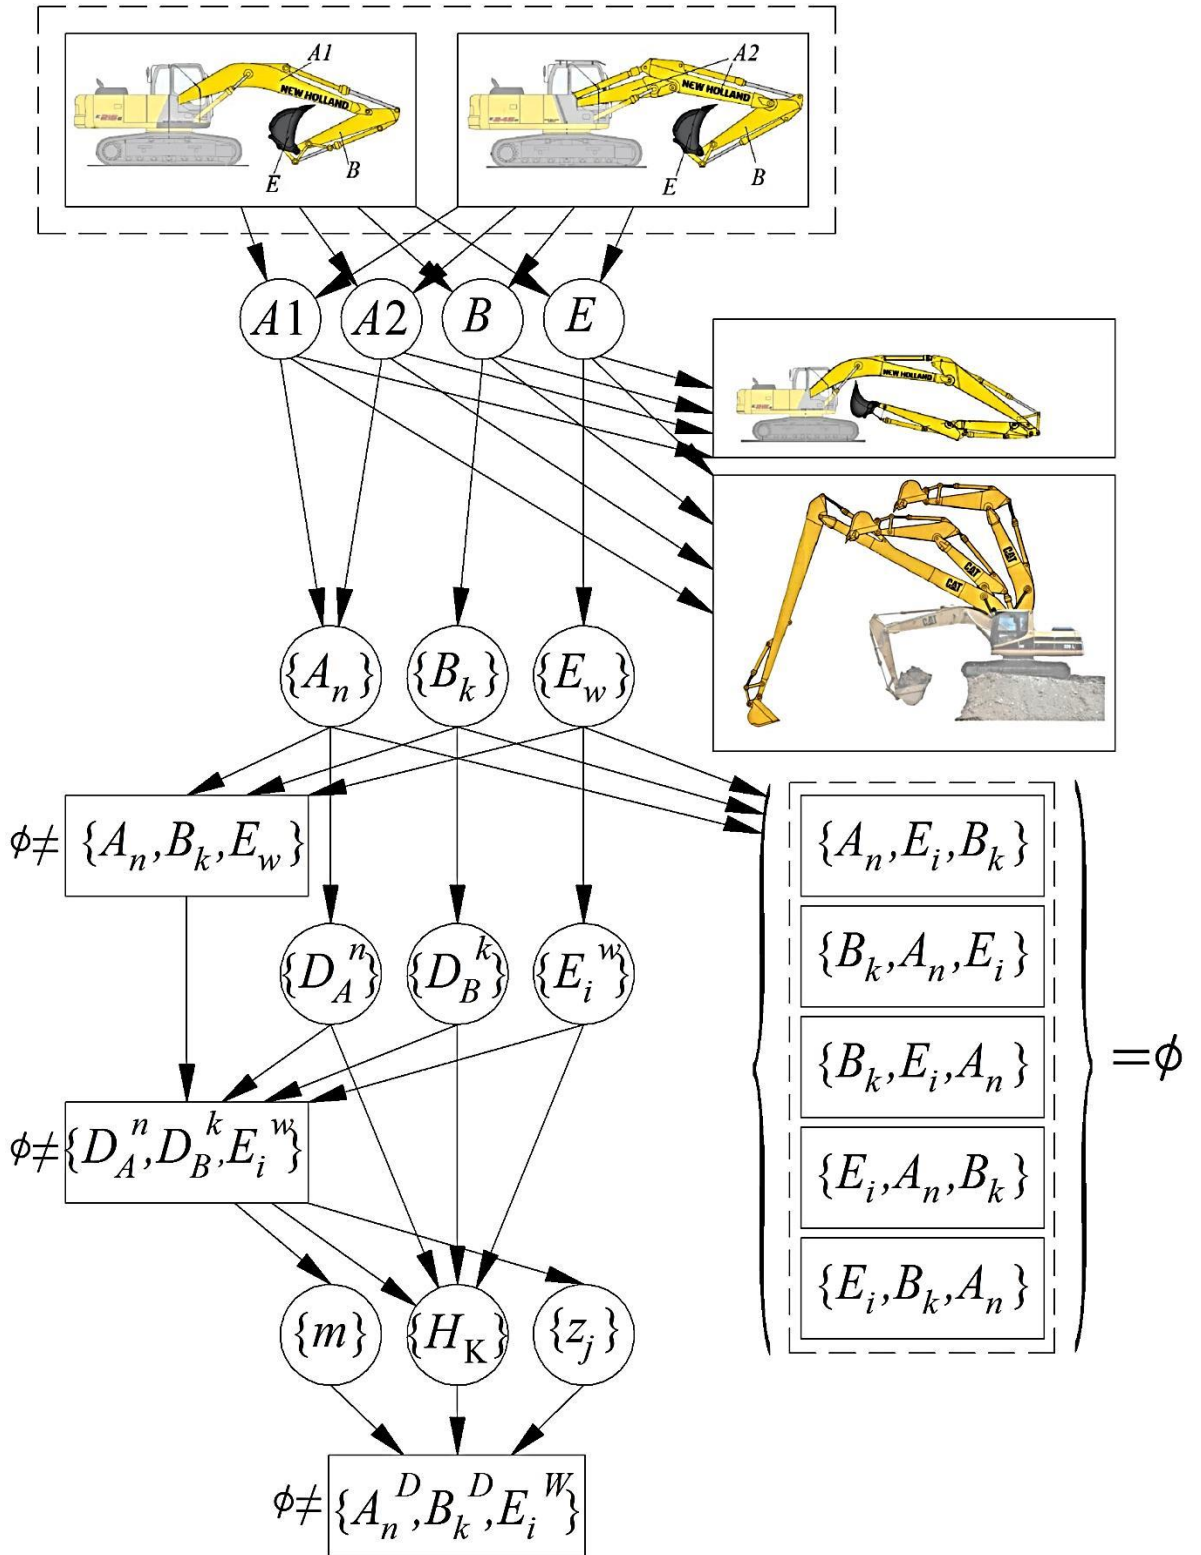 A1
NEW HOLLAND
E
B
A2
NEW HOLLAND
E
B
A1
A2
B
E
NEW HOLLAND
CAT
CAT
CAT
CAT
{A_n}
{B_k}
{E_w}
ϕ≠ {A_n,B_k,E_w}
{A_n,E_i,B_k}
{B_k,A_n,E_i}
{B_k,E_i,A_n}
{E_i,A_n,B_k}
{E_i,B_k,A_n}
=ϕ
{D_A^n}
{D_B^k}
{E_i^w}
ϕ≠{D_A^n,D_B^k,E_i^w}
{m}
{H_K}
{z_j}
ϕ≠ {A_n^D,B_k^D,E_i^W}